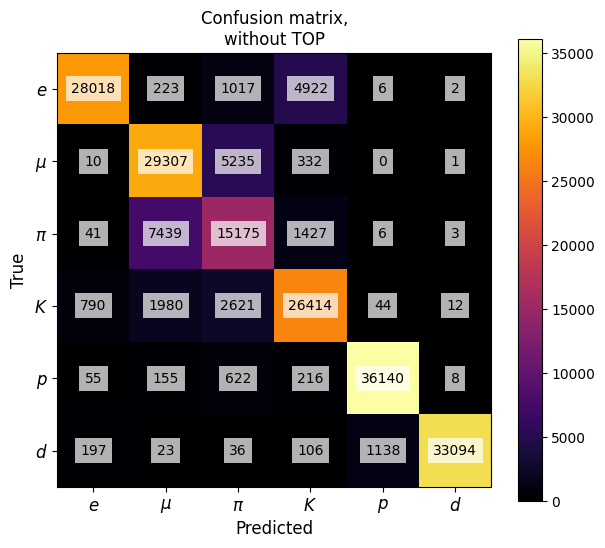 Confusion matrix,
without TOP
e 28018 223 1017 4922 6 2
μ 10 29307 5235 332 0 1
π 41 7439 15175 1427 6 3
K 790 1980 2621 26414 44 12
p 55 155 622 216 36140 8
d 197 23 36 106 1138 33094
e μ π K p d
True
Predicted
35000
30000
25000
20000
15000
10000
5000
0